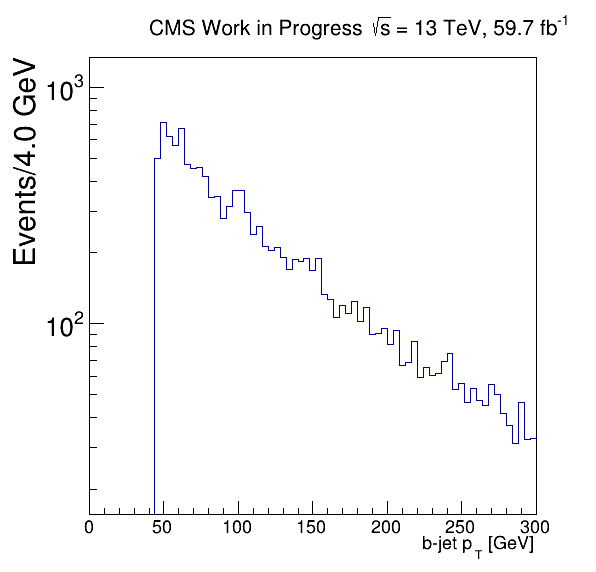 CMS Work in Progress √s = 13 TeV, 59.7 fb⁻¹
Events/4.0 GeV
10³
10²
0 50 100 150 200 250 300
b-jet p_T [GeV]